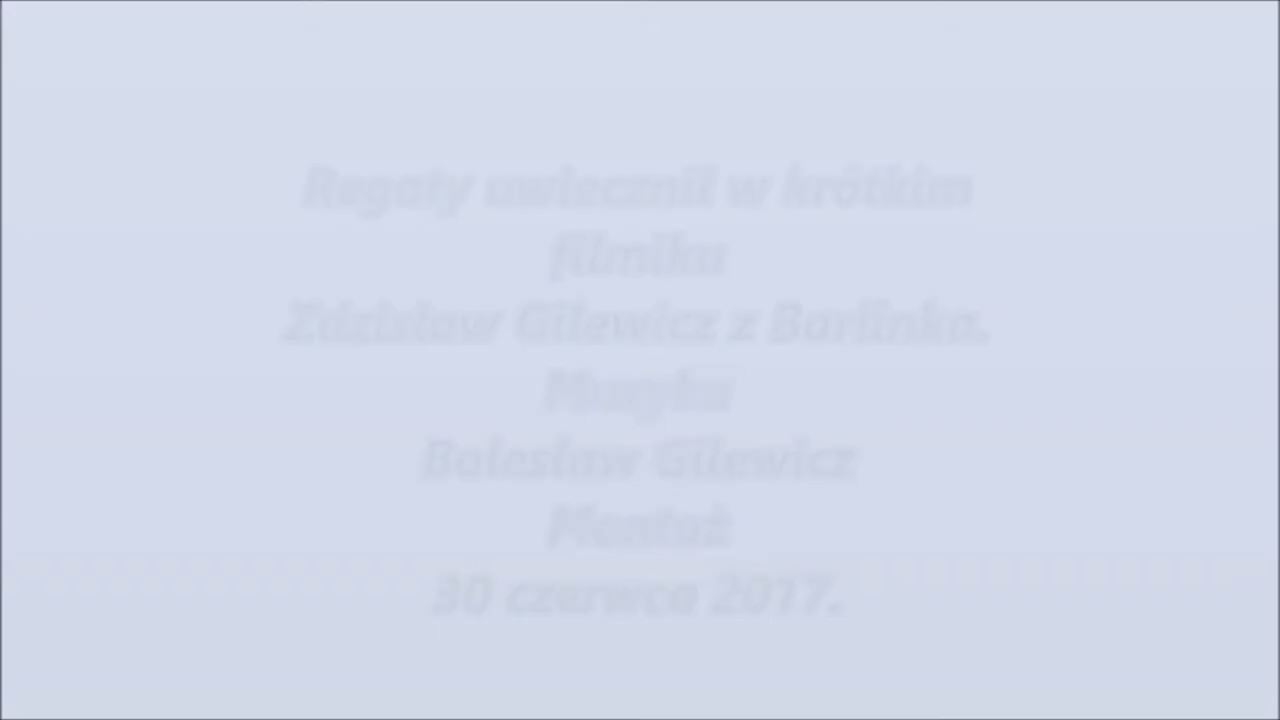 Regaty uwiecznił w krótkim
filmiku
Zdzisław Gilewicz z Barlinka.
Muzyka
Bolesław Gilewicz
Montaż
30 czerwca 2017.